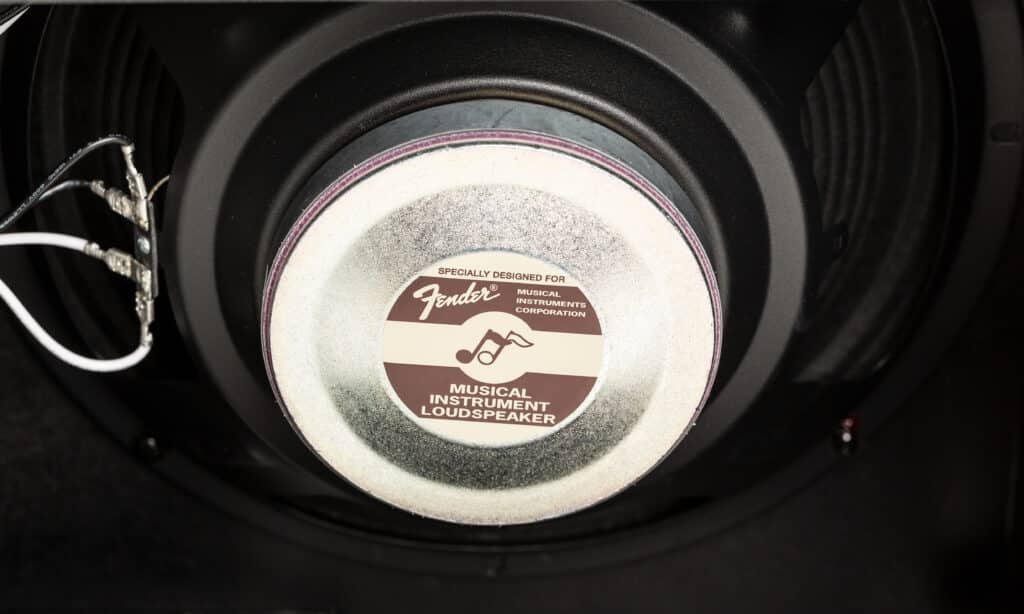 SPECIALLY DESIGNED FOR
Fender®
MUSICAL
INSTRUMENTS
CORPORATION
MUSICAL
INSTRUMENT
LOUDSPEAKER